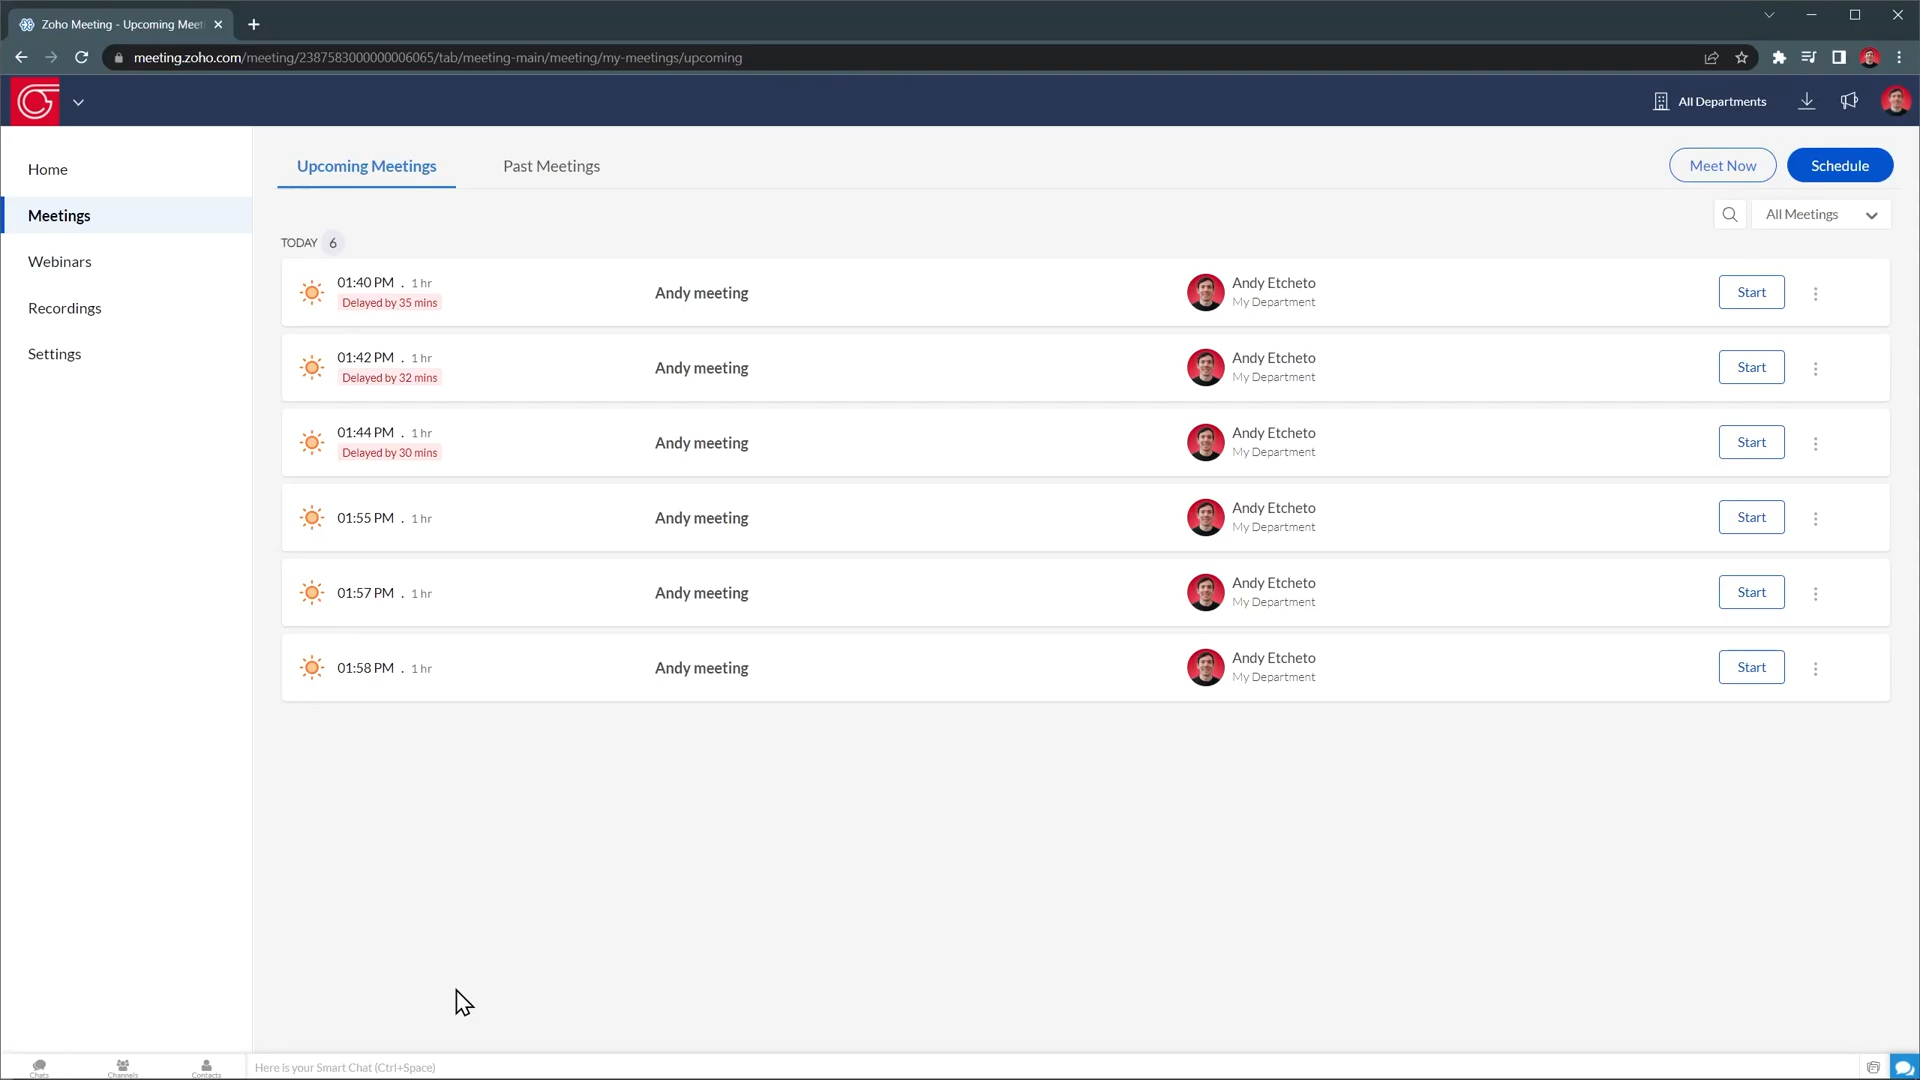 Zoho Meeting - Upcoming Meet
meeting.zoho.com/meeting/2387583000000006065/tab/meeting-main/meeting/my-meetings/upcoming
All Departments
Home
Meetings
Webinars
Recordings
Settings
Upcoming Meetings
Past Meetings
Meet Now
Schedule
All Meetings
TODAY 6
01:40 PM . 1 hr
Delayed by 35 mins
Andy meeting
Andy Etcheto
My Department
Start
01:42 PM . 1 hr
Delayed by 32 mins
Andy meeting
Andy Etcheto
My Department
Start
01:44 PM . 1 hr
Delayed by 30 mins
Andy meeting
Andy Etcheto
My Department
Start
01:55 PM . 1 hr
Andy meeting
Andy Etcheto
My Department
Start
01:57 PM . 1 hr
Andy meeting
Andy Etcheto
My Department
Start
01:58 PM . 1 hr
Andy meeting
Andy Etcheto
My Department
Start
Chats
Channels
Contacts
Here is your Smart Chat (Ctrl+Space)